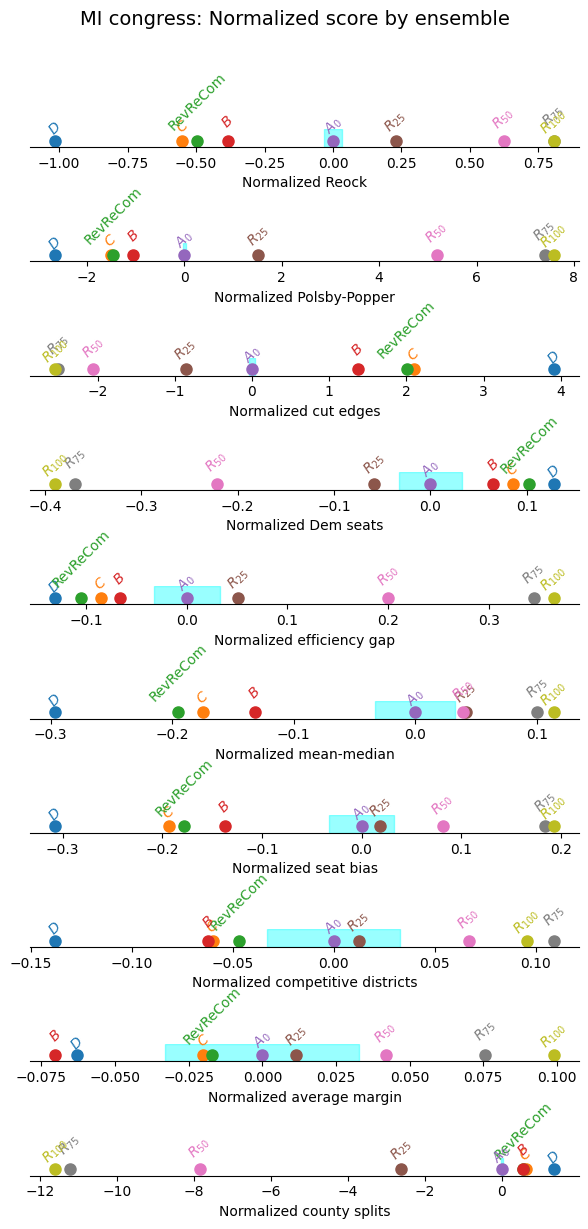 MI congress: Normalized score by ensemble
D C RevReCom B A0 R25 R50 R75 R100
−1.00 −0.75 −0.50 −0.25 0.00 0.25 0.50 0.75
Normalized Reock
D C RevReCom B A0 R25 R50 R75 R100
−2 0 2 4 6 8
Normalized Polsby-Popper
R100 R75 R50 R25 A0 B RevReCom C D
−2 −1 0 1 2 3 4
Normalized cut edges
R100 R75 R50 R25 A0 B C RevReCom D
−0.4 −0.3 −0.2 −0.1 0.0 0.1
Normalized Dem seats
D RevReCom C B A0 R25 R50 R75 R100
−0.1 0.0 0.1 0.2 0.3
Normalized efficiency gap
D RevReCom C B A0 R50 R25 R75 R100
−0.3 −0.2 −0.1 0.0 0.1
Normalized mean-median
D C RevReCom B A0 R25 R50 R75 R100
−0.3 −0.2 −0.1 0.0 0.1 0.2
Normalized seat bias
D B C RevReCom A0 R25 R50 R100 R75
−0.15 −0.10 −0.05 0.00 0.05 0.10
Normalized competitive districts
B D C RevReCom A0 R25 R50 R75 R100
−0.075 −0.050 −0.025 0.000 0.025 0.050 0.075 0.100
Normalized average margin
R100 R75 R50 R25 A0 RevReCom B C D
−12 −10 −8 −6 −4 −2 0
Normalized county splits